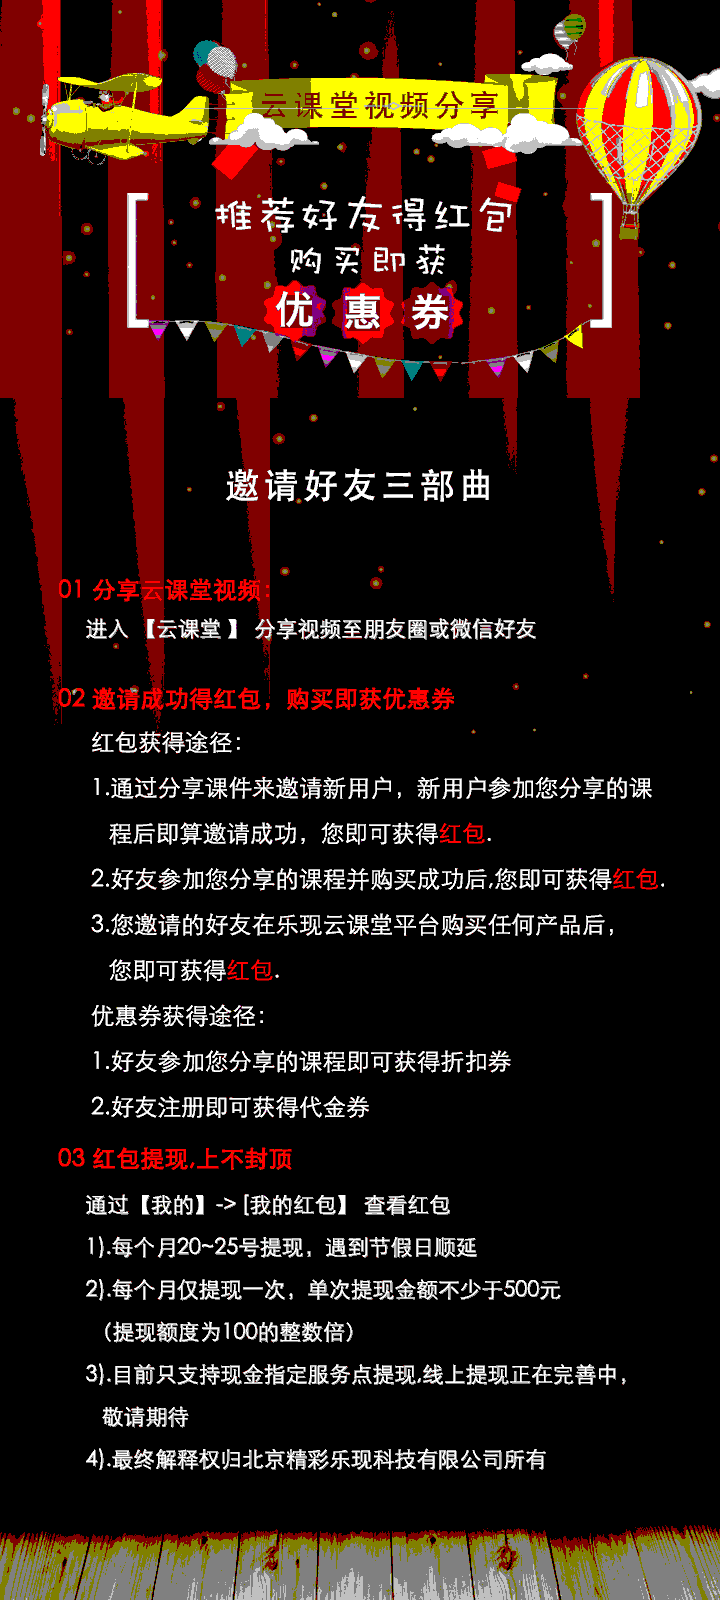 云课堂视频分享
推荐好友得红包
购买即获
优惠券
邀请好友三部曲
01 分享云课堂视频：
进入 【云课堂 】 分享视频至朋友圈或微信好友
02 邀请成功得红包，购买即获优惠券
红包获得途径：
1.通过分享课件来邀请新用户，新用户参加您分享的课
程后即算邀请成功，您即可获得红包.
2.好友参加您分享的课程并购买成功后,您即可获得红包.
3.您邀请的好友在乐现云课堂平台购买任何产品后，
您即可获得红包.
优惠券获得途径：
1.好友参加您分享的课程即可获得折扣券
2.好友注册即可获得代金券
03 红包提现,上不封顶
通过【我的】-> [我的红包】 查看红包
1).每个月20~25号提现，遇到节假日顺延
2).每个月仅提现一次，单次提现金额不少于500元
（提现额度为100的整数倍）
3).目前只支持现金指定服务点提现,线上提现正在完善中，
敬请期待
4).最终解释权归北京精彩乐现科技有限公司所有